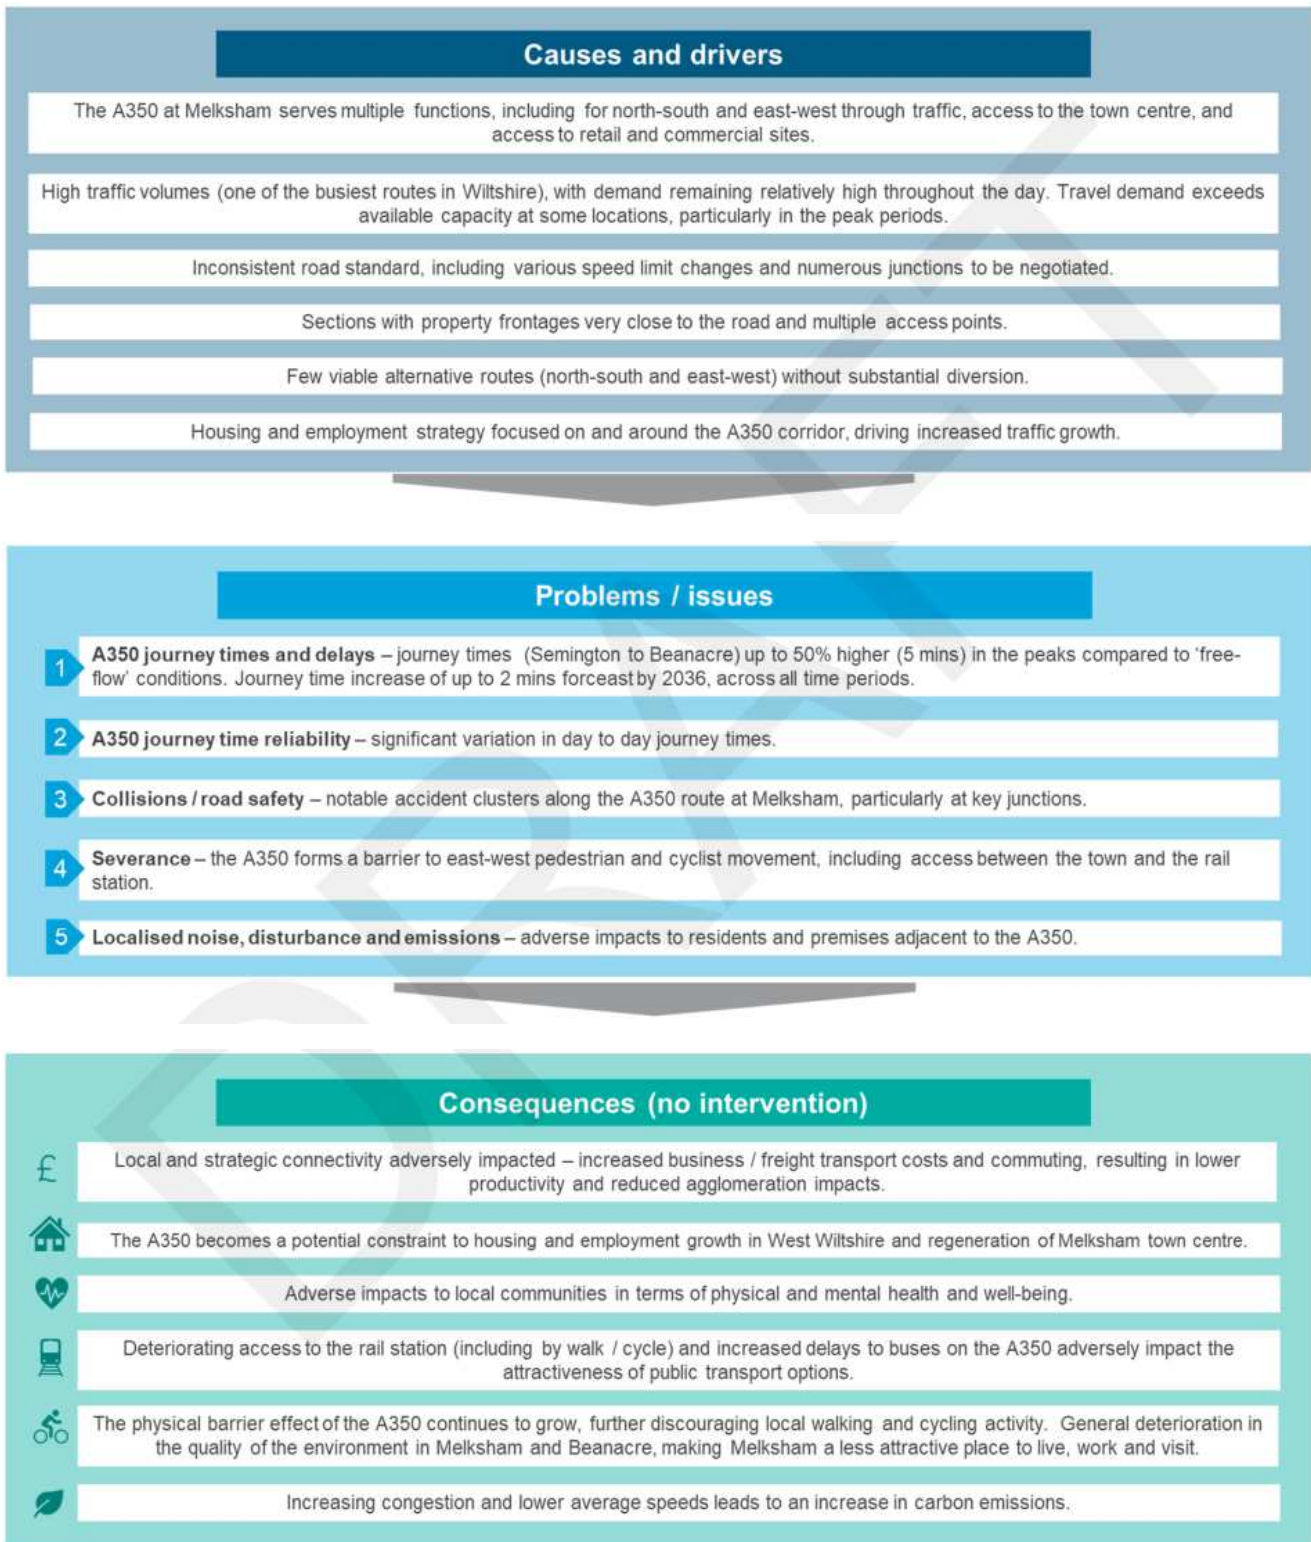 Causes and drivers
The A350 at Melksham serves multiple functions, including for north-south and east-west through traffic, access to the town centre, and
access to retail and commercial sites.
High traffic volumes (one of the busiest routes in Wiltshire), with demand remaining relatively high throughout the day. Travel demand exceeds
available capacity at some locations, particularly in the peak periods.
Inconsistent road standard, including various speed limit changes and numerous junctions to be negotiated.
Sections with property frontages very close to the road and multiple access points.
Few viable alternative routes (north-south and east-west) without substantial diversion.
Housing and employment strategy focused on and around the A350 corridor, driving increased traffic growth.
Problems / issues
1 A350 journey times and delays – journey times (Semington to Beanacre) up to 50% higher (5 mins) in the peaks compared to ‘free-
flow’ conditions. Journey time increase of up to 2 mins forceast by 2036, across all time periods.
2 A350 journey time reliability – significant variation in day to day journey times.
3 Collisions / road safety – notable accident clusters along the A350 route at Melksham, particularly at key junctions.
4 Severance – the A350 forms a barrier to east-west pedestrian and cyclist movement, including access between the town and the rail
station.
5 Localised noise, disturbance and emissions – adverse impacts to residents and premises adjacent to the A350.
Consequences (no intervention)
£ Local and strategic connectivity adversely impacted – increased business / freight transport costs and commuting, resulting in lower
productivity and reduced agglomeration impacts.
The A350 becomes a potential constraint to housing and employment growth in West Wiltshire and regeneration of Melksham town centre.
Adverse impacts to local communities in terms of physical and mental health and well-being.
Deteriorating access to the rail station (including by walk / cycle) and increased delays to buses on the A350 adversely impact the
attractiveness of public transport options.
The physical barrier effect of the A350 continues to grow, further discouraging local walking and cycling activity. General deterioration in
the quality of the environment in Melksham and Beanacre, making Melksham a less attractive place to live, work and visit.
Increasing congestion and lower average speeds leads to an increase in carbon emissions.
DRAFT